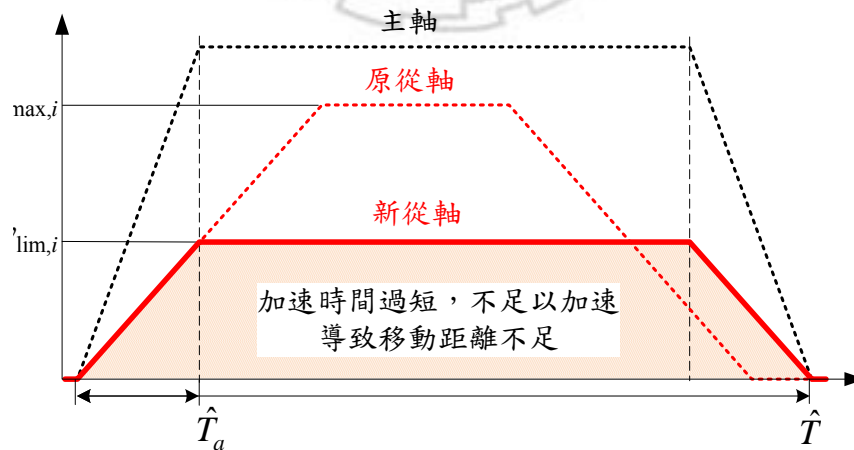 主軸
原從軸
max,i
新從軸
lim,i
加速時間過短，不足以加速
導致移動距離不足
T̂a
T̂